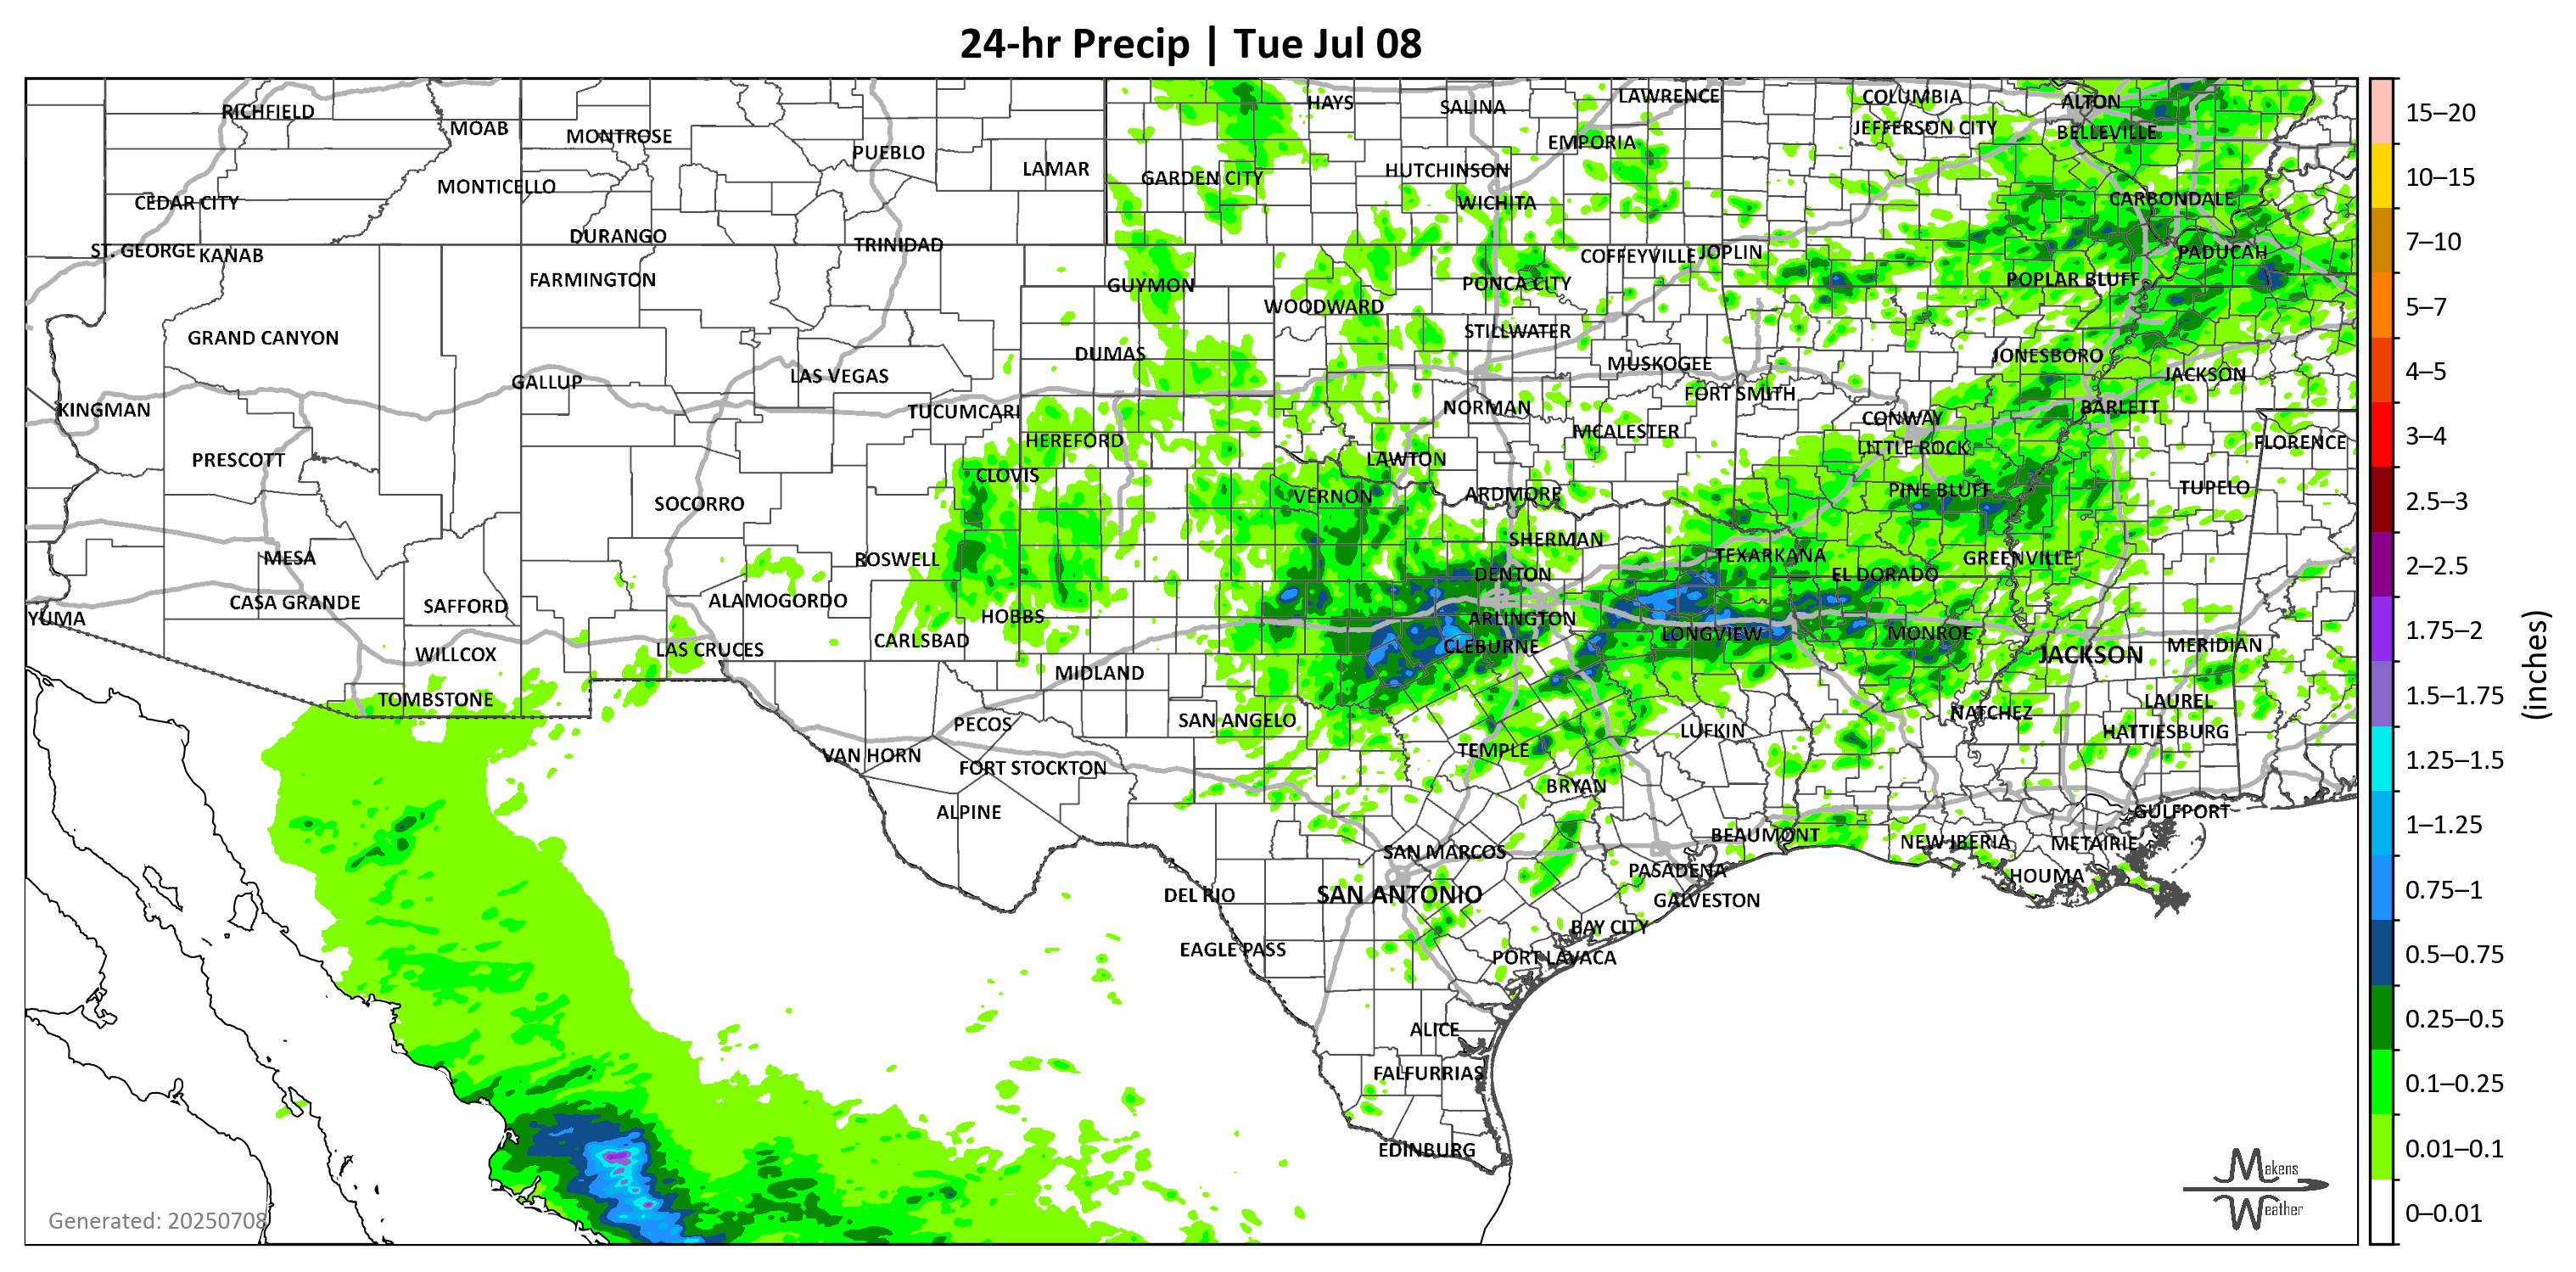 24-hr Precip | Tue Jul 08
RICHFIELD
MOAB
MONTROSE
PUEBLO
LAMAR
HAYS
SALINA
LAWRENCE
COLUMBIA
ALTON
JEFFERSON CITY
BELLEVILLE
EMPORIA
HUTCHINSON
GARDEN CITY
MONTICELLO
CEDAR CITY
WICHITA
CARBONDALE
DURANGO
TRINIDAD
ST. GEORGE
KANAB
COFFEYVILLE
JOPLIN
PADUCAH
FARMINGTON
GUYMON
PONCA CITY
POPLAR BLUFF
WOODWARD
GRAND CANYON
STILLWATER
DUMAS
JONESBORO
MUSKOGEE
LAS VEGAS
GALLUP
JACKSON
FORT SMITH
KINGMAN
TUCUMCARI
NORMAN
BARLETT
CONWAY
MCALESTER
HEREFORD
LITTLE ROCK
FLORENCE
PRESCOTT
LAWTON
CLOVIS
TUPELO
SOCORRO
VERNON
ARDMORE
PINE BLUFF
SHERMAN
MESA
ROSWELL
TEXARKANA
GREENVILLE
DENTON
EL DORADO
CASA GRANDE
SAFFORD
ALAMOGORDO
HOBBS
YUMA
ARLINGTON
CARLSBAD
LONGVIEW
MONROE
LAS CRUCES
CLEBURNE
MERIDIAN
WILLCOX
JACKSON
MIDLAND
TOMBSTONE
LAUREL
SAN ANGELO
NATCHEZ
PECOS
LUFKIN
HATTIESBURG
TEMPLE
VAN HORN
FORT STOCKTON
BRYAN
ALPINE
GULFPORT
BEAUMONT
NEW IBERIA
METAIRIE
SAN MARCOS
PASADENA
HOUMA
DEL RIO
SAN ANTONIO
GALVESTON
BAY CITY
EAGLE PASS
PORT LAVACA
ALICE
FALFURRIAS
EDINBURG
Generated: 20250708
Makens
Weather
15–20
10–15
7–10
5–7
4–5
3–4
2.5–3
2–2.5
1.75–2
1.5–1.75
1.25–1.5
1–1.25
0.75–1
0.5–0.75
0.25–0.5
0.1–0.25
0.01–0.1
0–0.01
(inches)